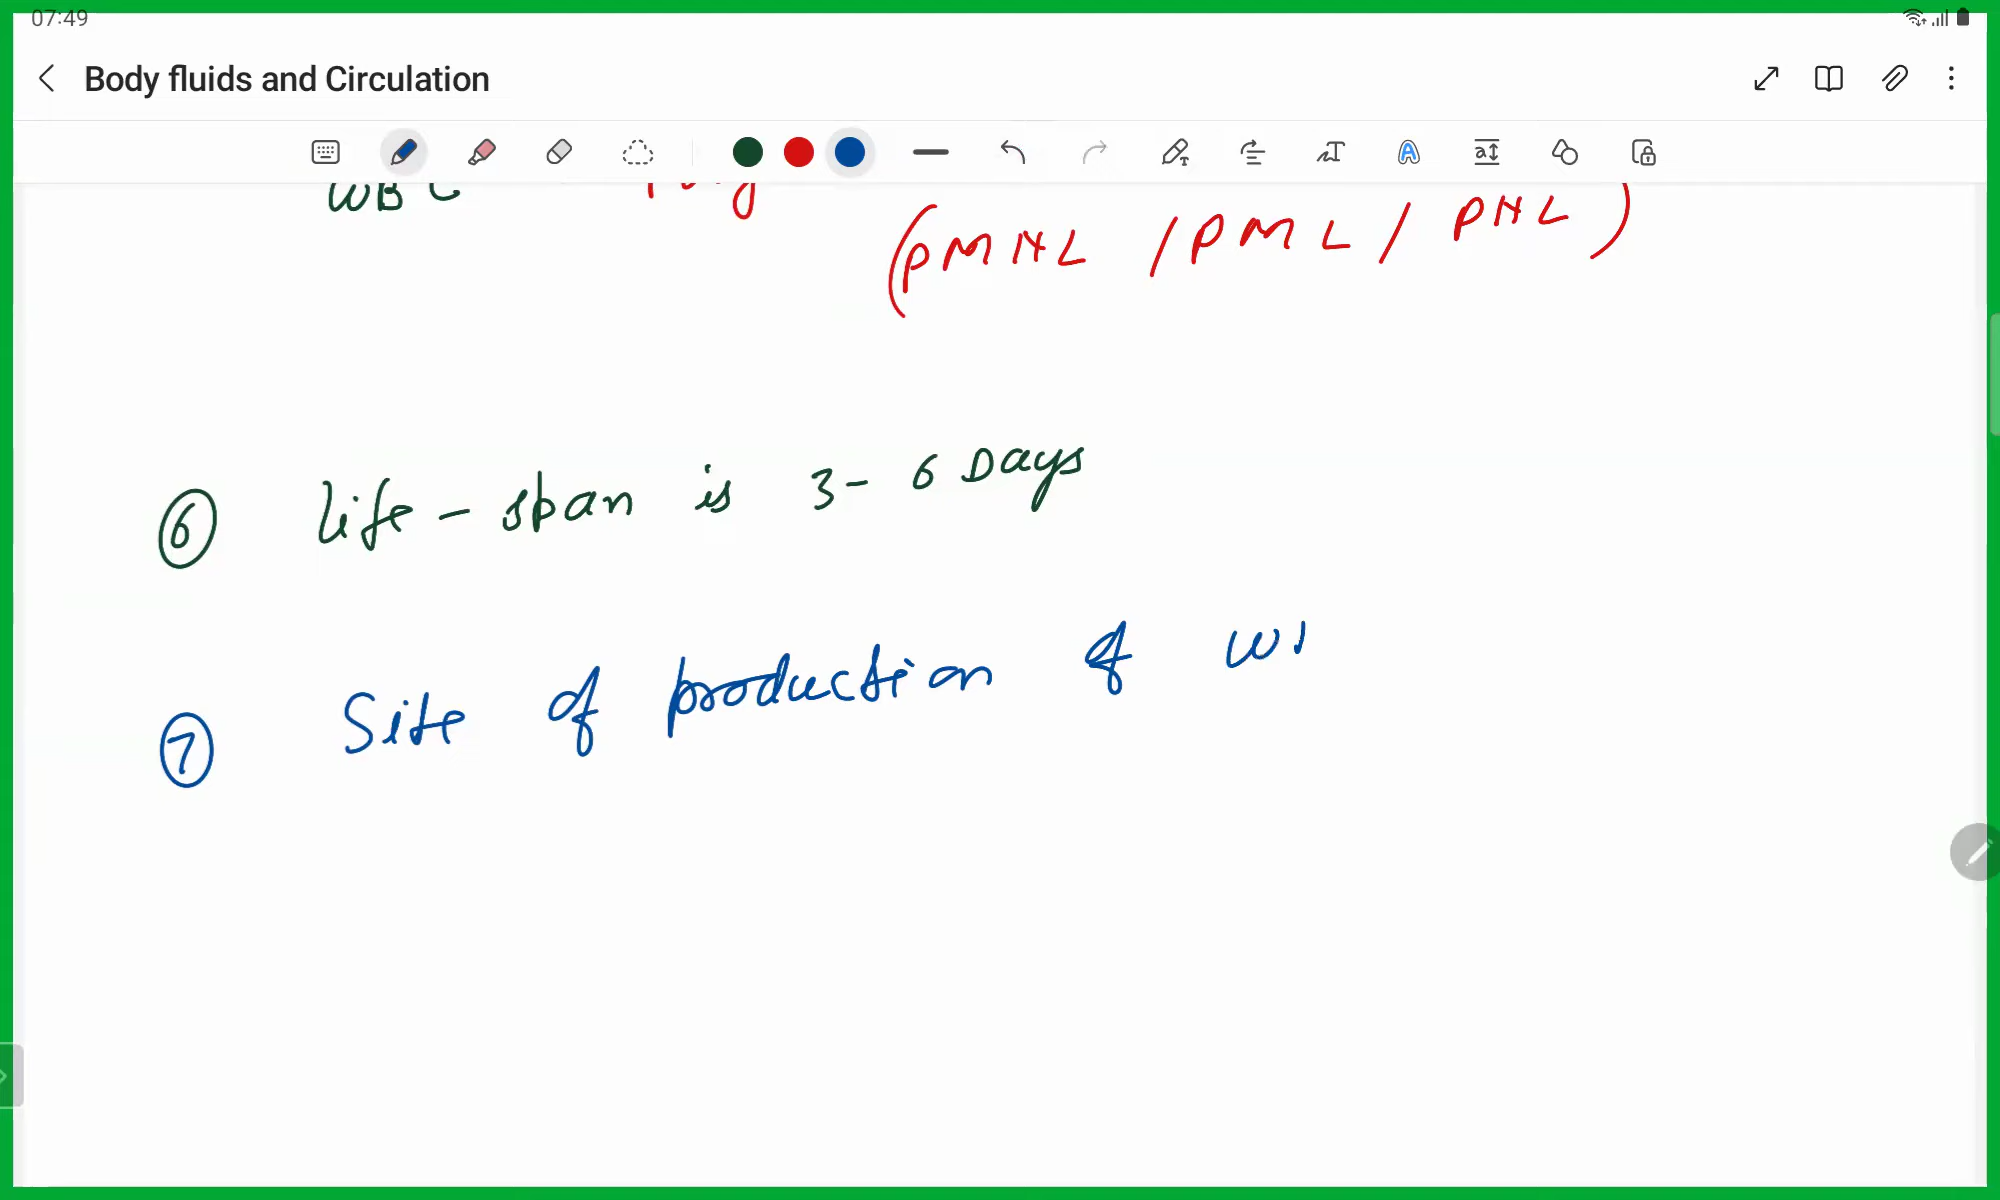 07:49
Body fluids and Circulation
WBC
(PMNL / PML / PNL)
⑥ life - span is 3 - 6 Days
⑦ Site of production of